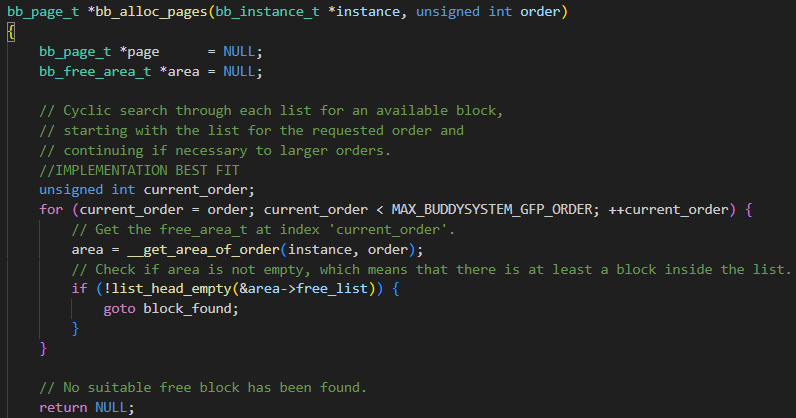 bb_page_t *bb_alloc_pages(bb_instance_t *instance, unsigned int order)
{
    bb_page_t *page      = NULL;
    bb_free_area_t *area = NULL;

    // Cyclic search through each list for an available block,
    // starting with the list for the requested order and
    // continuing if necessary to larger orders.
    //IMPLEMENTATION BEST FIT
    unsigned int current_order;
    for (current_order = order; current_order < MAX_BUDDYSYSTEM_GFP_ORDER; ++current_order) {
        // Get the free_area_t at index 'current_order'.
        area = __get_area_of_order(instance, order);
        // Check if area is not empty, which means that there is at least a block inside the list.
        if (!list_head_empty(&area->free_list)) {
            goto block_found;
        }
    }

    // No suitable free block has been found.
    return NULL;